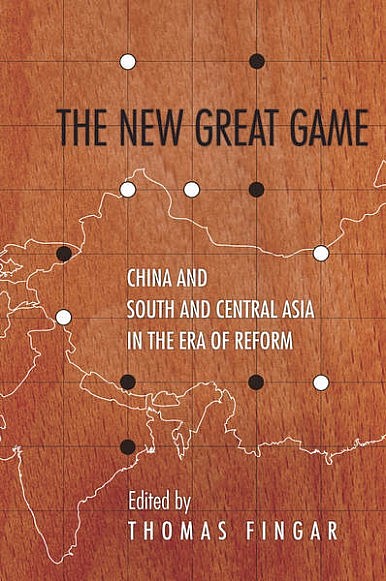 THE NEW GREAT GAME
CHINA AND
SOUTH AND CENTRAL ASIA
IN THE ERA OF REFORM
Edited by
THOMAS FINGAR